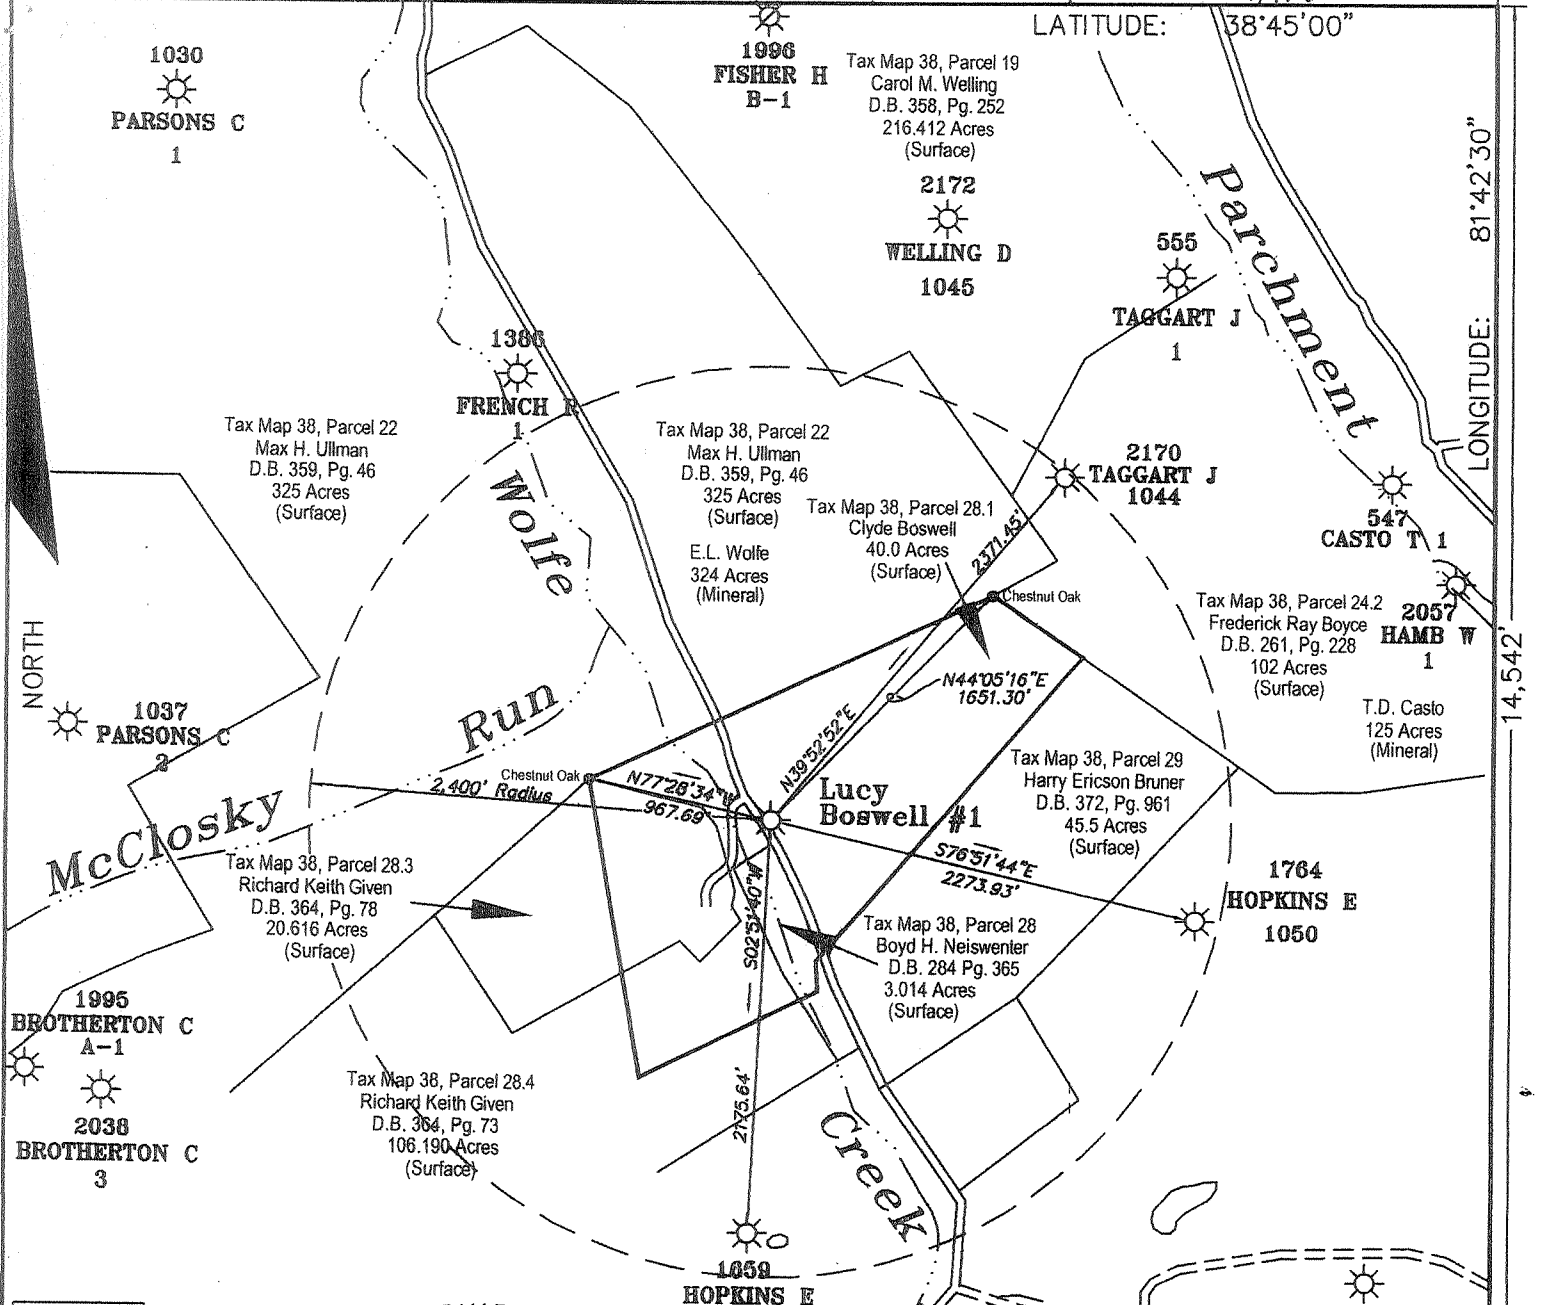 LATITUDE: 38°45'00"
1030
PARSONS C
1
1996
FISHER H
B-1
Tax Map 38, Parcel 19
Carol M. Welling
D.B. 358, Pg. 252
216.412 Acres
(Surface)
2172
WELLING D
1045
555
TAGGART J
1
Parchment
LONGITUDE: 81°42'30"
14,542'
1386
FRENCH R
1
Tax Map 38, Parcel 22
Max H. Ullman
D.B. 359, Pg. 46
325 Acres
(Surface)
Tax Map 38, Parcel 22
Max H. Ullman
D.B. 359, Pg. 46
325 Acres
(Surface)
E.L. Wolfe
324 Acres
(Mineral)
Tax Map 38, Parcel 28.1
Clyde Boswell
40.0 Acres
(Surface)
2170
TAGGART J
1044
547
CASTO T 1
2057
HAMB W
1
Wolfe
2371.45'
Chestnut Oak
Tax Map 38, Parcel 24.2
Frederick Ray Boyce
D.B. 261, Pg. 228
102 Acres
(Surface)
T.D. Casto
125 Acres
(Mineral)
NORTH
1037
PARSONS C
2
N44°05'16"E
1651.30'
N39°52'52"E
Run
McClosky
Chestnut Oak
2,400' Radius
N77°28'34"W
967.69'
Lucy
Boswell #1
Tax Map 38, Parcel 29
Harry Ericson Bruner
D.B. 372, Pg. 961
45.5 Acres
(Surface)
S76°51'44"E
2273.93'
1764
HOPKINS E
1050
Tax Map 38, Parcel 28.3
Richard Keith Given
D.B. 364, Pg. 78
20.616 Acres
(Surface)
S02°51'40"W
2175.64'
Tax Map 38, Parcel 28
Boyd H. Neiswenter
D.B. 284 Pg. 365
3.014 Acres
(Surface)
1995
BROTHERTON C
A-1
2038
BROTHERTON C
3
Tax Map 38, Parcel 28.4
Richard Keith Given
D.B. 364, Pg. 73
106.190 Acres
(Surface)
Creek
1659
HOPKINS E